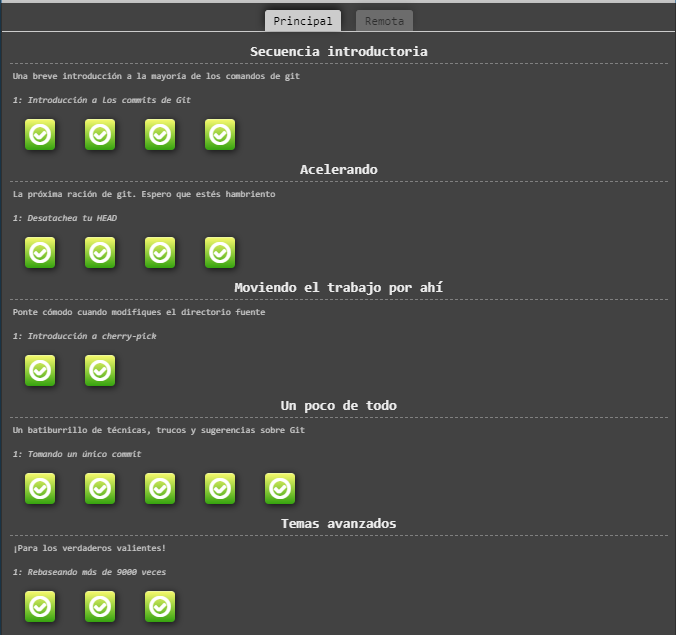 Principal
Remota
Secuencia introductoria
Una breve introducción a la mayoría de los comandos de git
1: Introducción a los commits de Git
Acelerando
La próxima ración de git. Espero que estés hambriento
1: Desatachea tu HEAD
Moviendo el trabajo por ahí
Ponte cómodo cuando modifiques el directorio fuente
1: Introducción a cherry-pick
Un poco de todo
Un batiburrillo de técnicas, trucos y sugerencias sobre Git
1: Tomando un único commit
Temas avanzados
¡Para los verdaderos valientes!
1: Rebaseando más de 9000 veces